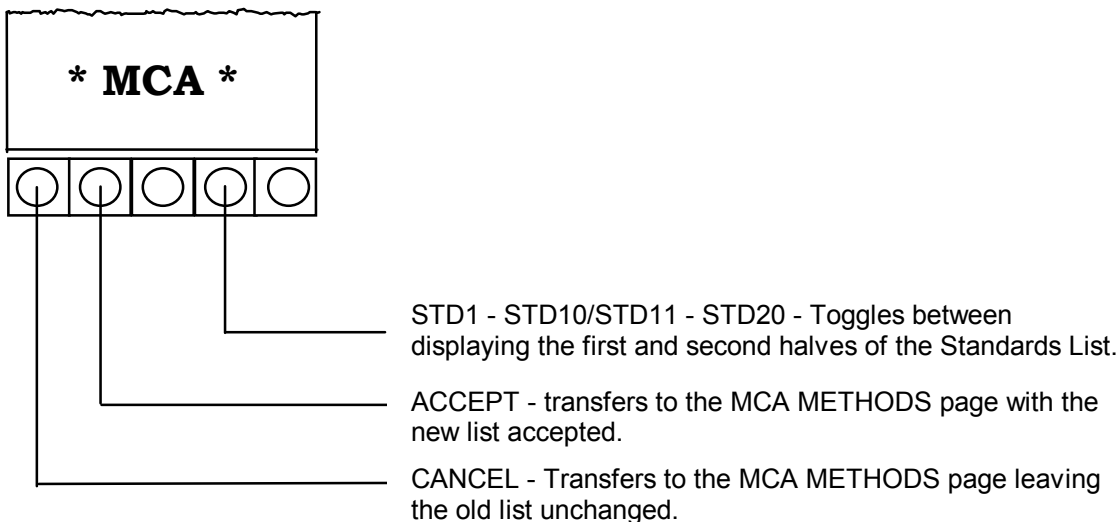 * MCA *
STD1 - STD10/STD11 - STD20 - Toggles between
displaying the first and second halves of the Standards List.
ACCEPT - transfers to the MCA METHODS page with the
new list accepted.
CANCEL - Transfers to the MCA METHODS page leaving
the old list unchanged.